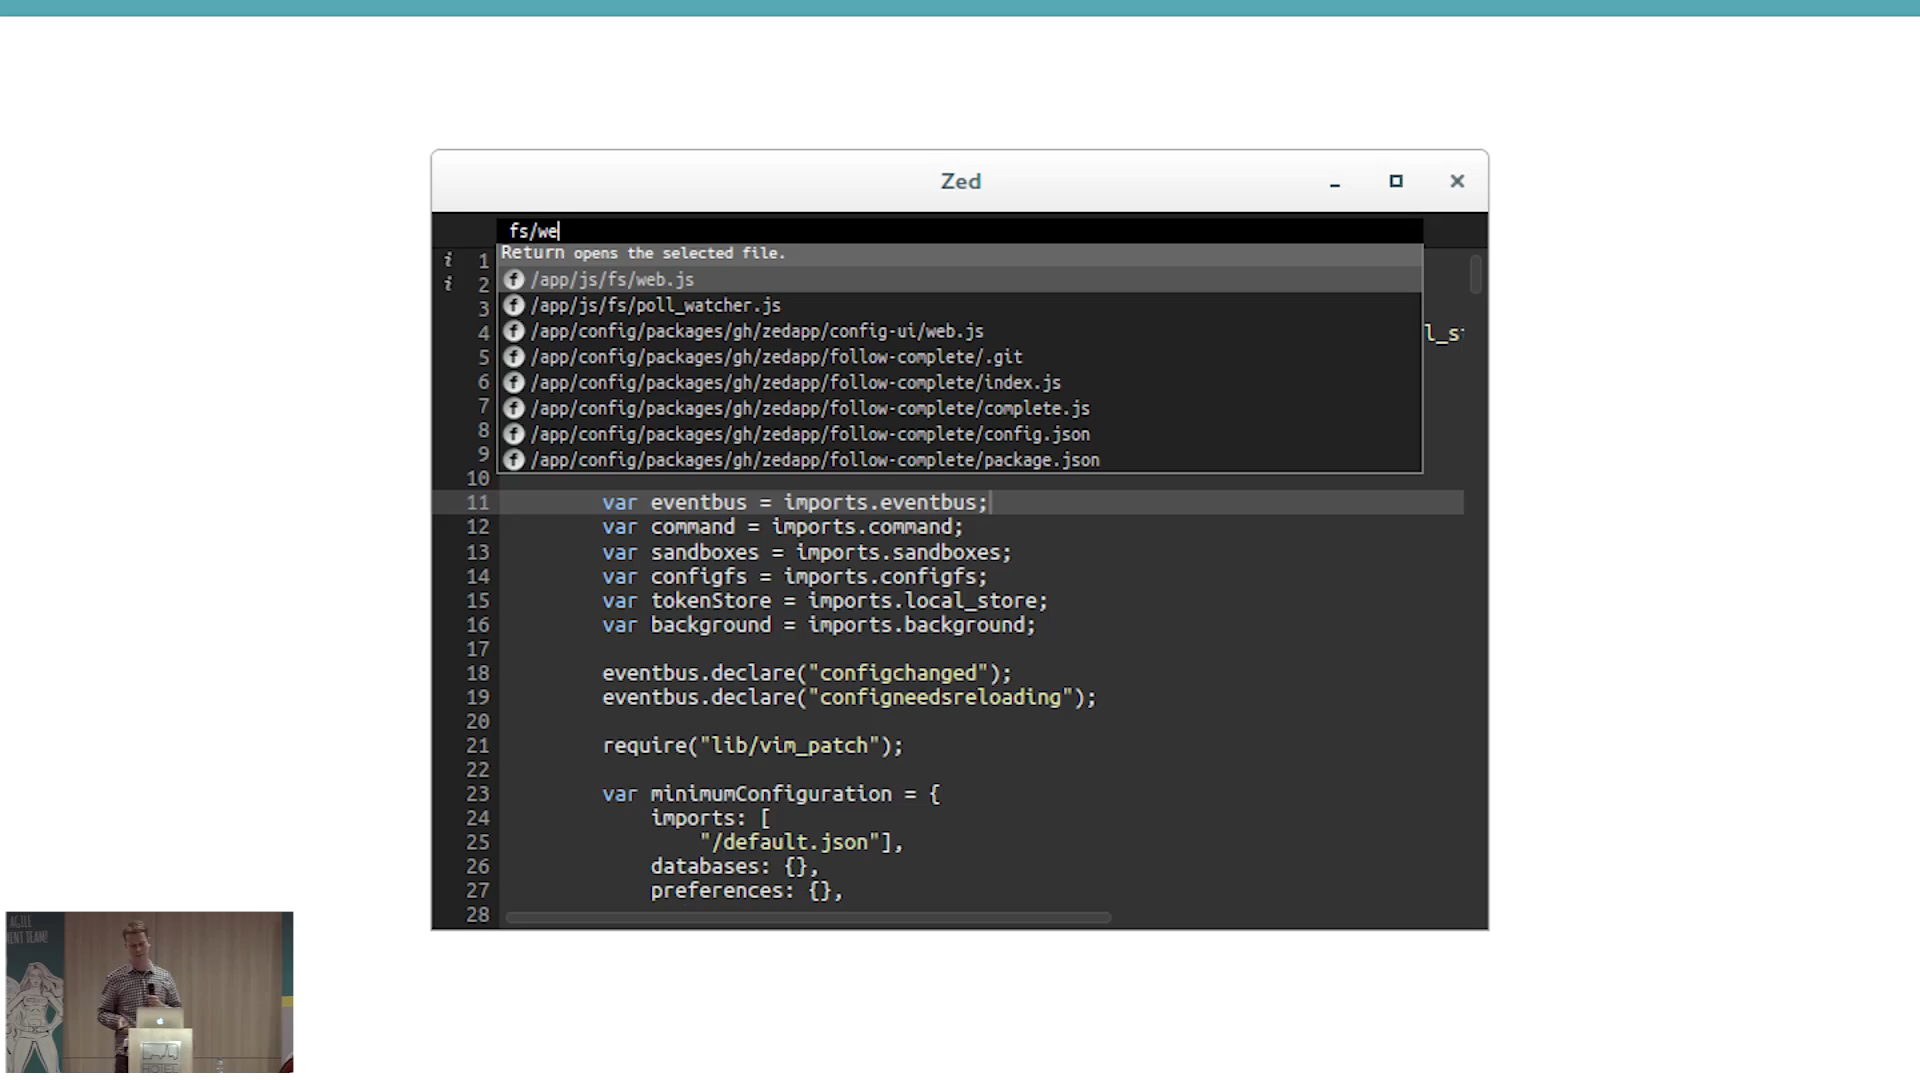 Zed
fs/we
Return opens the selected file.
/app/js/fs/web.js
/app/js/fs/poll_watcher.js
/app/config/packages/gh/zedapp/config-ui/web.js
/app/config/packages/gh/zedapp/follow-complete/.git
/app/config/packages/gh/zedapp/follow-complete/index.js
/app/config/packages/gh/zedapp/follow-complete/complete.js
/app/config/packages/gh/zedapp/follow-complete/config.json
/app/config/packages/gh/zedapp/follow-complete/package.json
i 1
i 2
3
4 l_s
5
6
7
8
9
10
11 var eventbus = imports.eventbus;
12 var command = imports.command;
13 var sandboxes = imports.sandboxes;
14 var configfs = imports.configfs;
15 var tokenStore = imports.local_store;
16 var background = imports.background;
17
18 eventbus.declare("configchanged");
19 eventbus.declare("configneedsreloading");
20
21 require("lib/vim_patch");
22
23 var minimumConfiguration = {
24 imports: [
25 "/default.json"],
26 databases: {},
27 preferences: {},
28
AGILE
ENT TEAM!
HOTEL